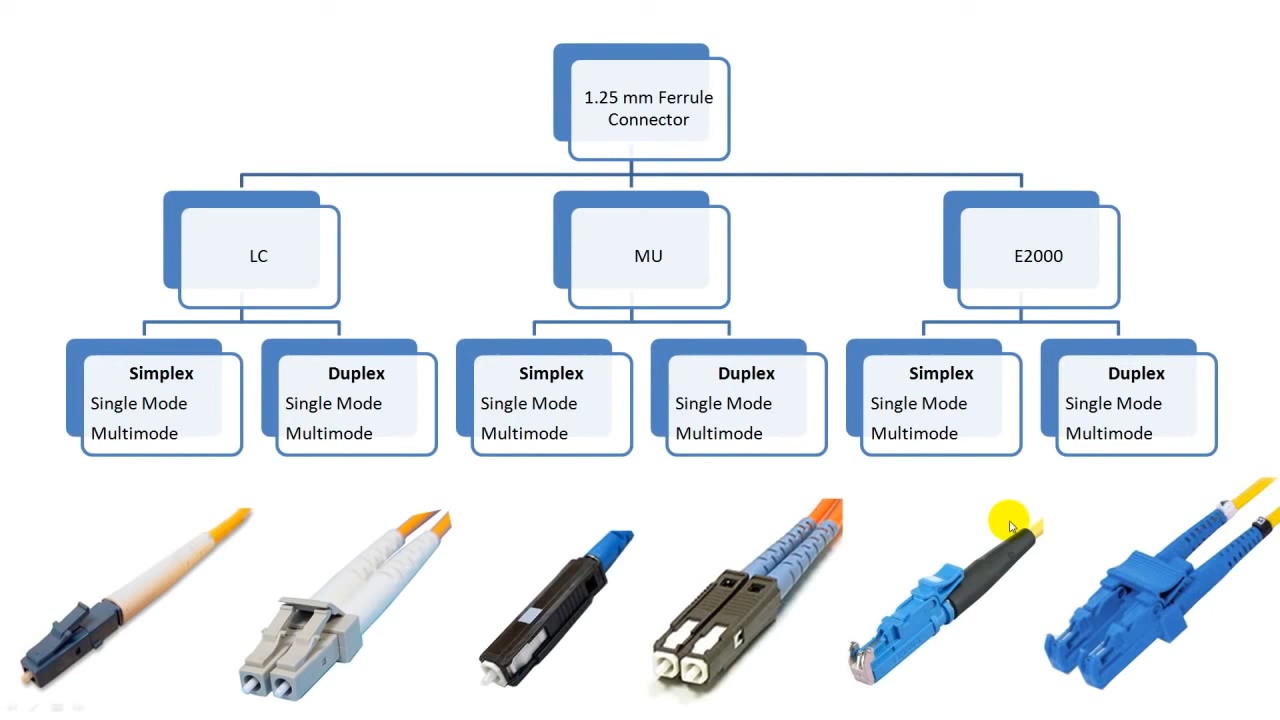 1.25 mm Ferrule
Connector
LC
MU
E2000
Simplex
Single Mode
Multimode
Duplex
Single Mode
Multimode
Simplex
Single Mode
Multimode
Duplex
Single Mode
Multimode
Simplex
Single Mode
Multimode
Duplex
Single Mode
Multimode